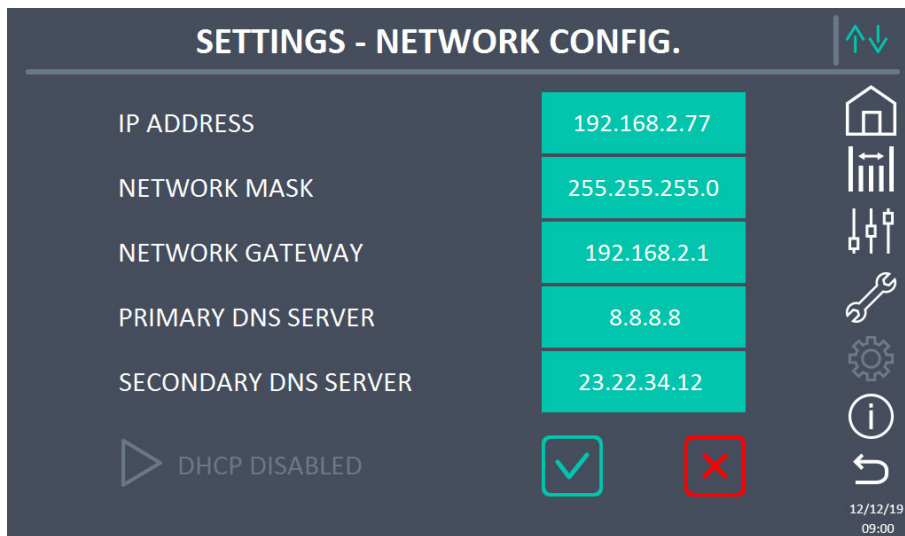 SETTINGS - NETWORK CONFIG.
IP ADDRESS 192.168.2.77
NETWORK MASK 255.255.255.0
NETWORK GATEWAY 192.168.2.1
PRIMARY DNS SERVER 8.8.8.8
SECONDARY DNS SERVER 23.22.34.12
DHCP DISABLED
12/12/19
09:00